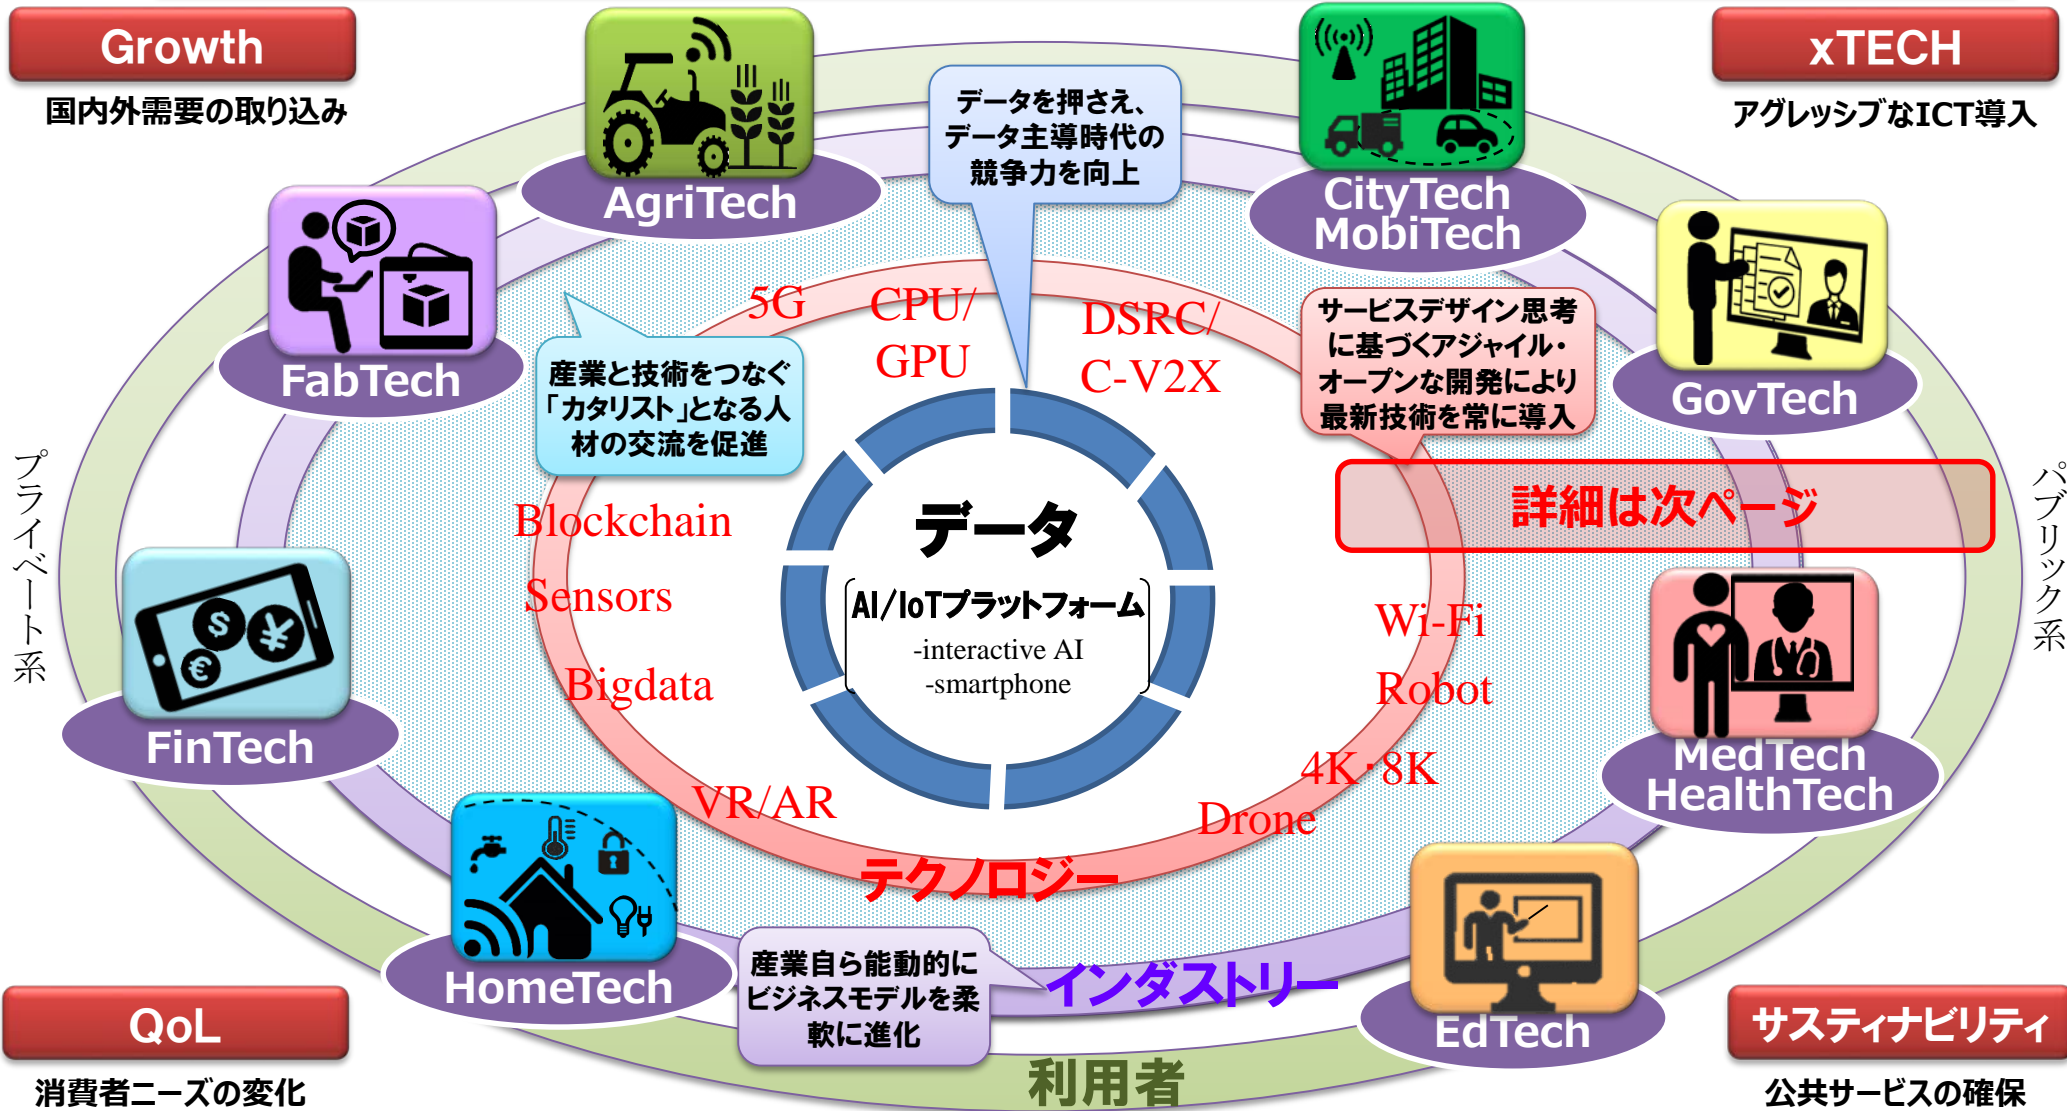 Growth
国内外需要の取り込み
xTECH
アグレッシブなICT導入
データを押さえ、
データ主導時代の
競争力を向上
AgriTech
CityTech
MobiTech
FabTech
GovTech
5G
CPU/
GPU
DSRC/
C-V2X
サービスデザイン思考
に基づくアジャイル・
オープンな開発により
最新技術を常に導入
産業と技術をつなぐ
「カタリスト」となる人
材の交流を促進
プライベート系
パブリック系
詳細は次ページ
Blockchain
Sensors
Bigdata
データ
AI/IoTプラットフォーム
-interactive AI
-smartphone
Wi-Fi
Robot
FinTech
MedTech
HealthTech
VR/AR
4K・8K
Drone
テクノロジー
HomeTech
産業自ら能動的に
ビジネスモデルを柔
軟に進化
インダストリー
EdTech
利用者
QoL
消費者ニーズの変化
サスティナビリティ
公共サービスの確保
$
¥
€